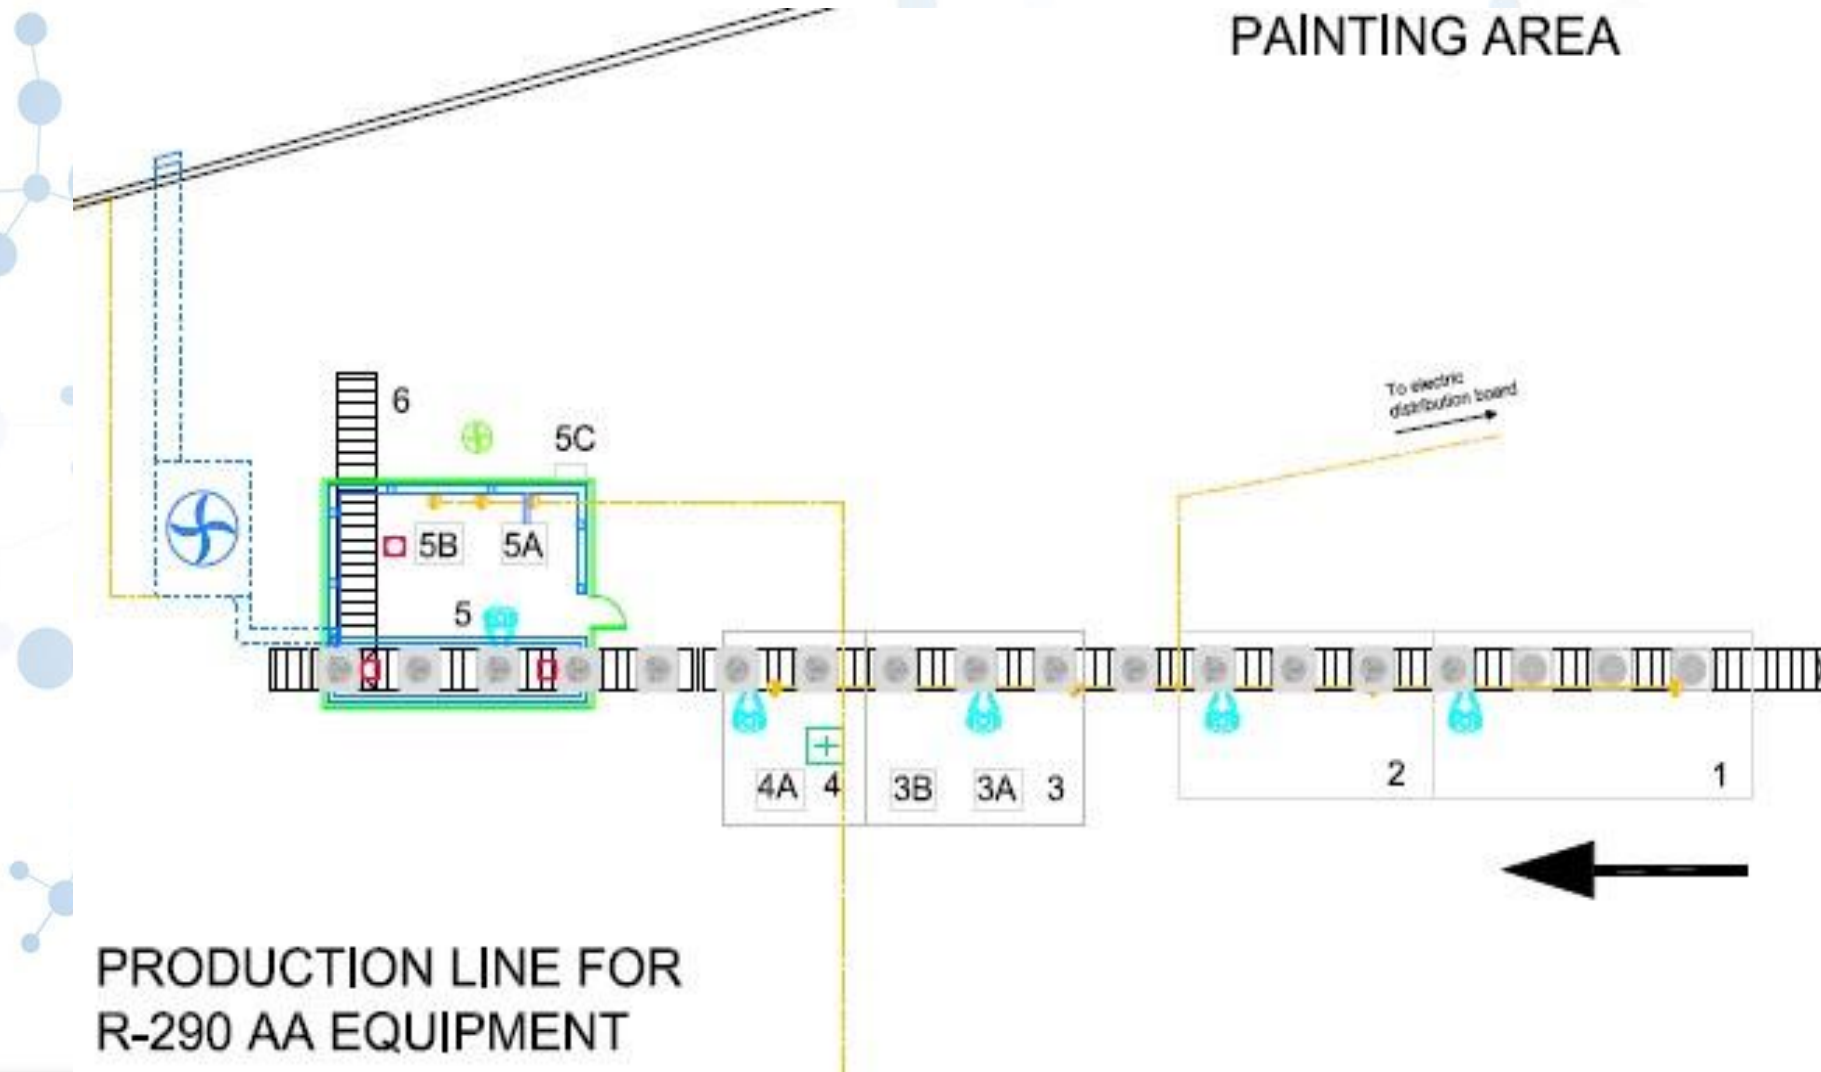 PAINTING AREA
To electric
distribution board
6
5C
5B
5A
5
4A
4
3B
3A
3
2
1
PRODUCTION LINE FOR
R-290 AA EQUIPMENT